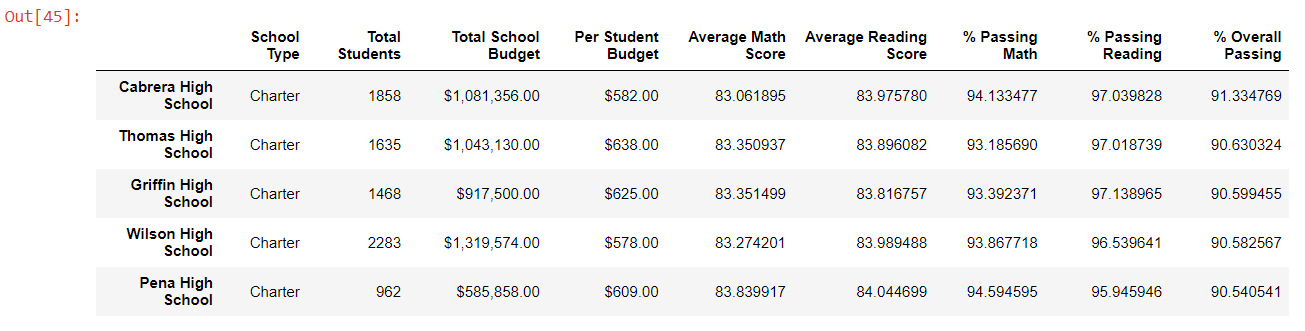 Out[45]:
School Type Total Students Total School Budget Per Student Budget Average Math Score Average Reading Score % Passing Math % Passing Reading % Overall Passing
Cabrera High School Charter 1858 $1,081,356.00 $582.00 83.061895 83.975780 94.133477 97.039828 91.334769
Thomas High School Charter 1635 $1,043,130.00 $638.00 83.350937 83.896082 93.185690 97.018739 90.630324
Griffin High School Charter 1468 $917,500.00 $625.00 83.351499 83.816757 93.392371 97.138965 90.599455
Wilson High School Charter 2283 $1,319,574.00 $578.00 83.274201 83.989488 93.867718 96.539641 90.582567
Pena High School Charter 962 $585,858.00 $609.00 83.839917 84.044699 94.594595 95.945946 90.540541